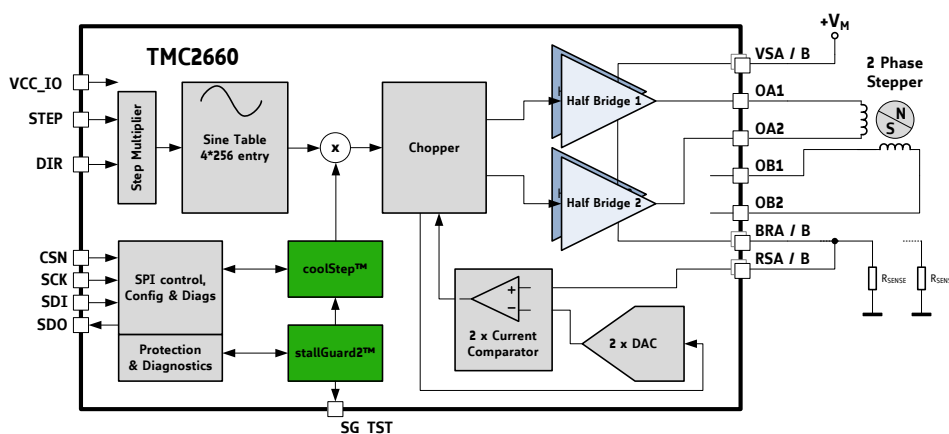 +VM
TMC2660
VSA / B
2 Phase
Stepper
VCC_IO
STEP
DIR
Step Multiplier
Sine Table
4*256 entry
x
Chopper
Half Bridge 1
Half Bridge 2
OA1
OA2
OB1
OB2
BRA / B
RSA / B
N
S
CSN
SCK
SDI
SDO
SPI control,
Config & Diags
Protection
& Diagnostics
coolStep™
stallGuard2™
+
−
2 x Current
Comparator
2 x DAC
RSENSE
RSEN
SG_TST